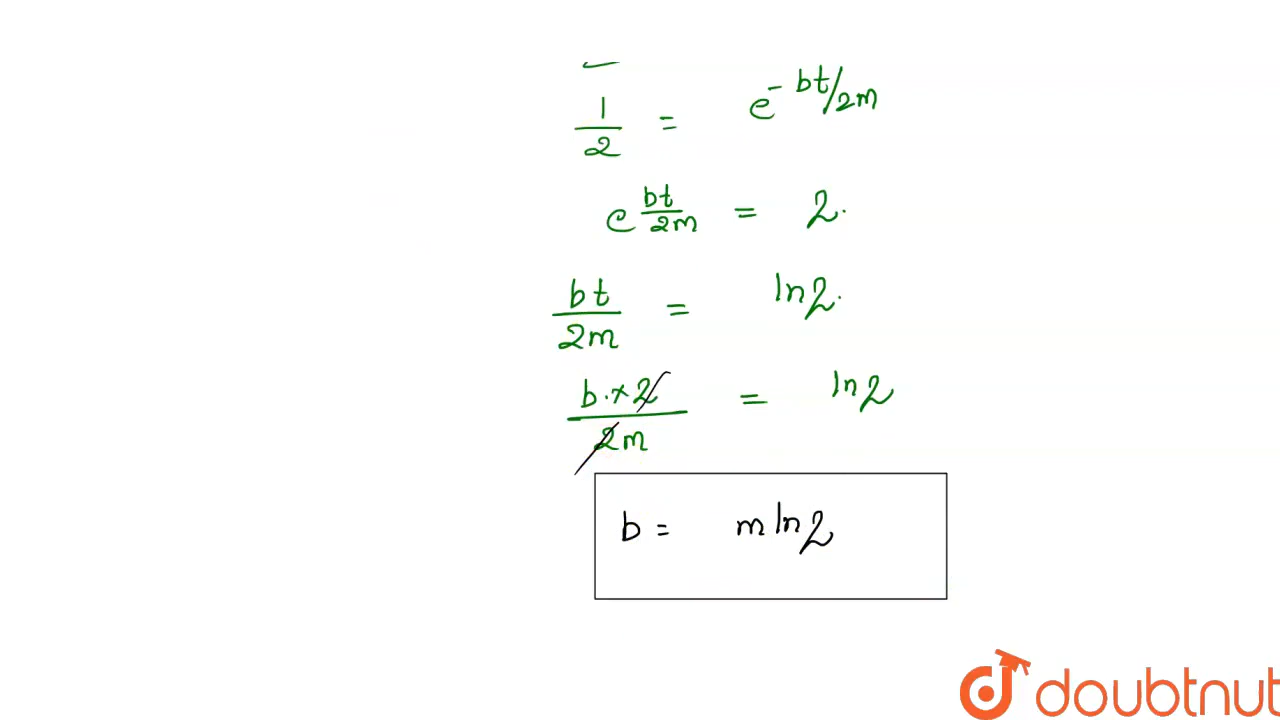 1/2 = e^(-bt/2m)
e^(bt/2m) = 2.
bt/2m = ln2.
b.×2/2m = ln2
b = m ln2
doubtnut